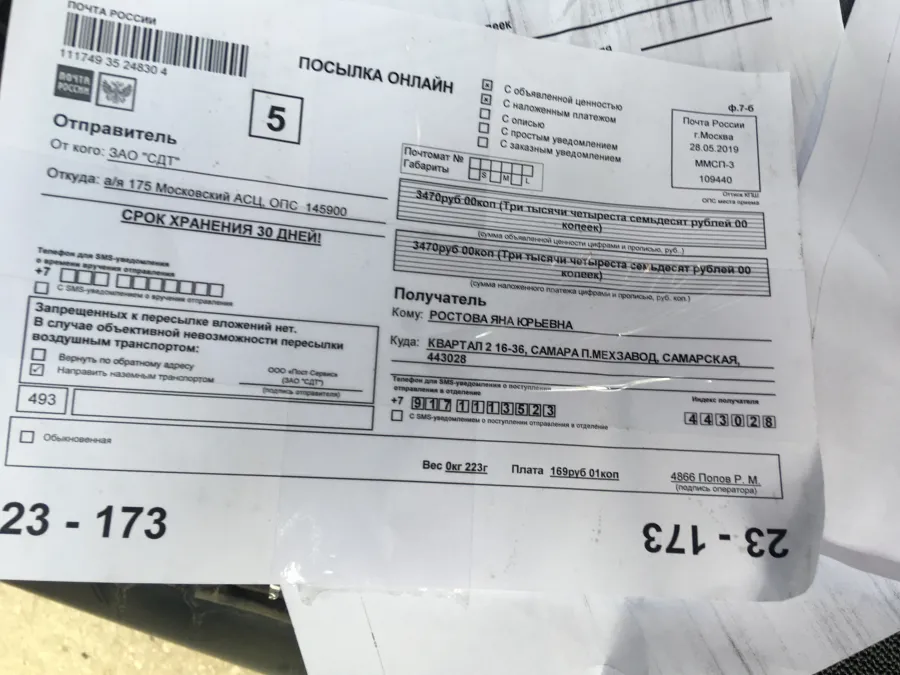 ПОЧТА РОССИИ
111749 35 24830 4
ПОЧТА РОССИИ
5
ПОСЫЛКА ОНЛАЙН
С объявленной ценностью
С наложенным платежом
С описью
С простым уведомлением
С заказным уведомлением
ф.7-б
Почта России
г.Москва
28.05.2019
ММСП-3
109440
Оттиск КПШ
ОПС места приема
Отправитель
От кого: ЗАО "СДТ"
Откуда: а/я 175 Московский АСЦ, ОПС 145900
СРОК ХРАНЕНИЯ 30 ДНЕЙ!
Почтомат №
Габариты S M L
3470руб 00коп (Три тысячи четыреста семьдесят рублей 00
копеек)
(сумма объявленной ценности цифрами и прописью, руб..)
3470руб 00коп (Три тысячи четыреста семьдесят рублей 00
копеек)
(сумма наложенного платежа цифрами и прописью, руб. коп.)
Телефон для SMS-уведомления
о времени вручения отправления
+7
С SMS-уведомлением о вручении отправления
Запрещенных к пересылке вложений нет.
В случае объективной невозможности пересылки
воздушным транспортом:
Вернуть по обратному адресу
Направить наземным транспортом
ООО «Пост-Сервис»
(ЗАО "СДТ")
(подпись отправителя)
493
Получатель
Кому: РОСТОВА ЯНА ЮРЬЕВНА
Куда: КВАРТАЛ 2 16-36, САМАРА П.МЕХЗАВОД, САМАРСКАЯ,
443028
Телефон для SMS-уведомления о поступлении
отправления в отделение
+7 9171113523
С SMS-уведомлением о поступлении отправления в отделение
Индекс получателя
443028
Обыкновенная
Вес 0кг 223г Плата 169руб 01коп
4866 Попов Р. М.
(подпись оператора)
23 - 173
23 - 173